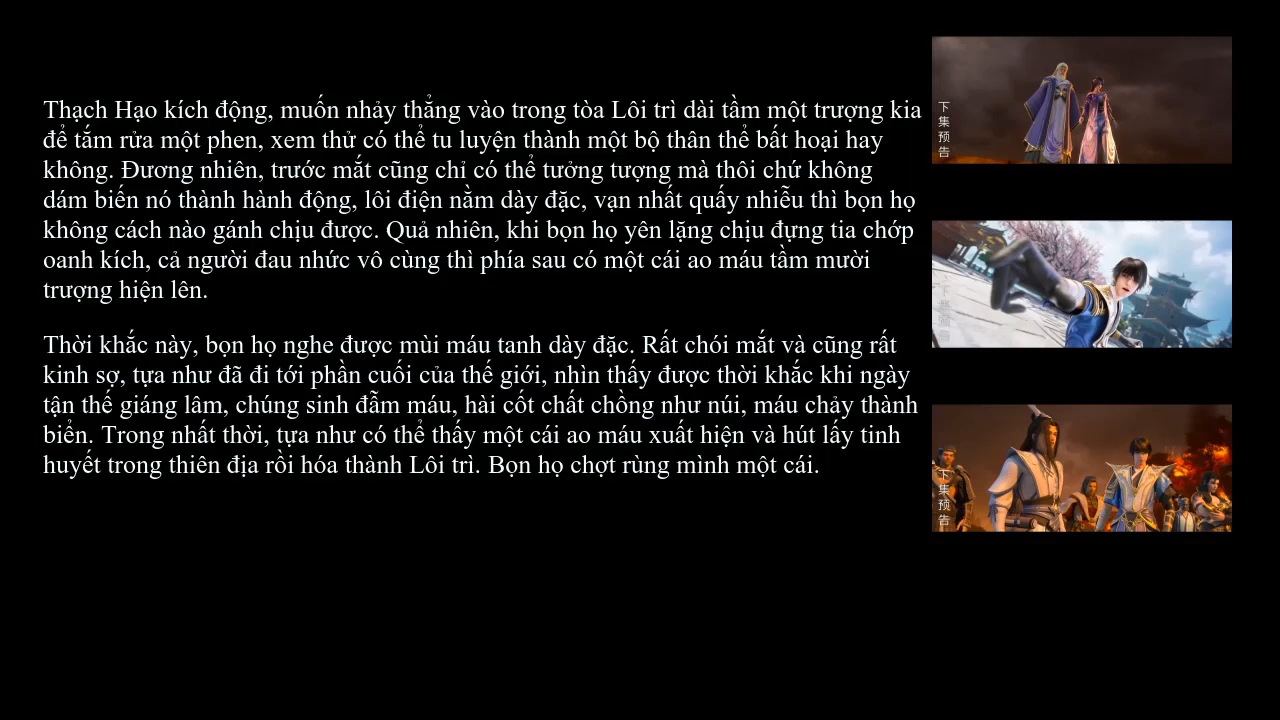 Thạch Hạo kích động, muốn nhảy thẳng vào trong tòa Lôi trì dài tầm một trượng kia
để tắm rửa một phen, xem thử có thể tu luyện thành một bộ thân thể bất hoại hay
không. Đương nhiên, trước mắt cũng chỉ có thể tưởng tượng mà thôi chứ không
dám biến nó thành hành động, lôi điện nằm dày đặc, vạn nhất quấy nhiễu thì bọn họ
không cách nào gánh chịu được. Quả nhiên, khi bọn họ yên lặng chịu đựng tia chớp
oanh kích, cả người đau nhức vô cùng thì phía sau có một cái ao máu tầm mười
trượng hiện lên.
Thời khắc này, bọn họ nghe được mùi máu tanh dày đặc. Rất chói mắt và cũng rất
kinh sợ, tựa như đã đi tới phần cuối của thế giới, nhìn thấy được thời khắc khi ngày
tận thế giáng lâm, chúng sinh đẫm máu, hài cốt chất chồng như núi, máu chảy thành
biển. Trong nhất thời, tựa như có thể thấy một cái ao máu xuất hiện và hút lấy tinh
huyết trong thiên địa rồi hóa thành Lôi trì. Bọn họ chợt rùng mình một cái.
下集预告
下集预告
下集预告